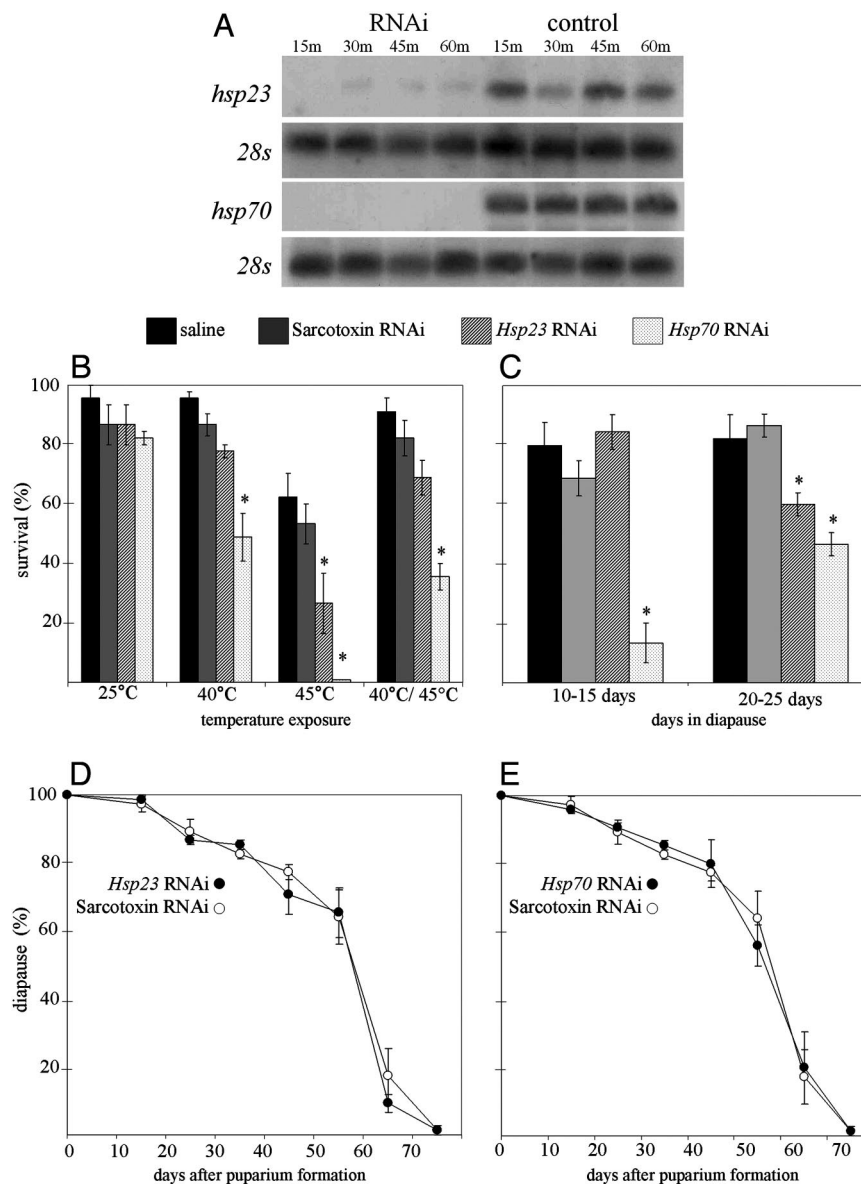 A
RNAi control
15m 30m 45m 60m 15m 30m 45m 60m
hsp23
28s
hsp70
28s
saline Sarcotoxin RNAi Hsp23 RNAi Hsp70 RNAi
B
100
80
60
40
20
survival (%)
* * * *
25°C 40°C 45°C 40°C/ 45°C
temperature exposure
C
* * *
10-15 days 20-25 days
days in diapause
D
100
80
60
40
20
diapause (%)
Hsp23 RNAi
Sarcotoxin RNAi
0 10 20 30 40 50 60 70
days after puparium formation
E
Hsp70 RNAi
Sarcotoxin RNAi
0 10 20 30 40 50 60 70
days after puparium formation